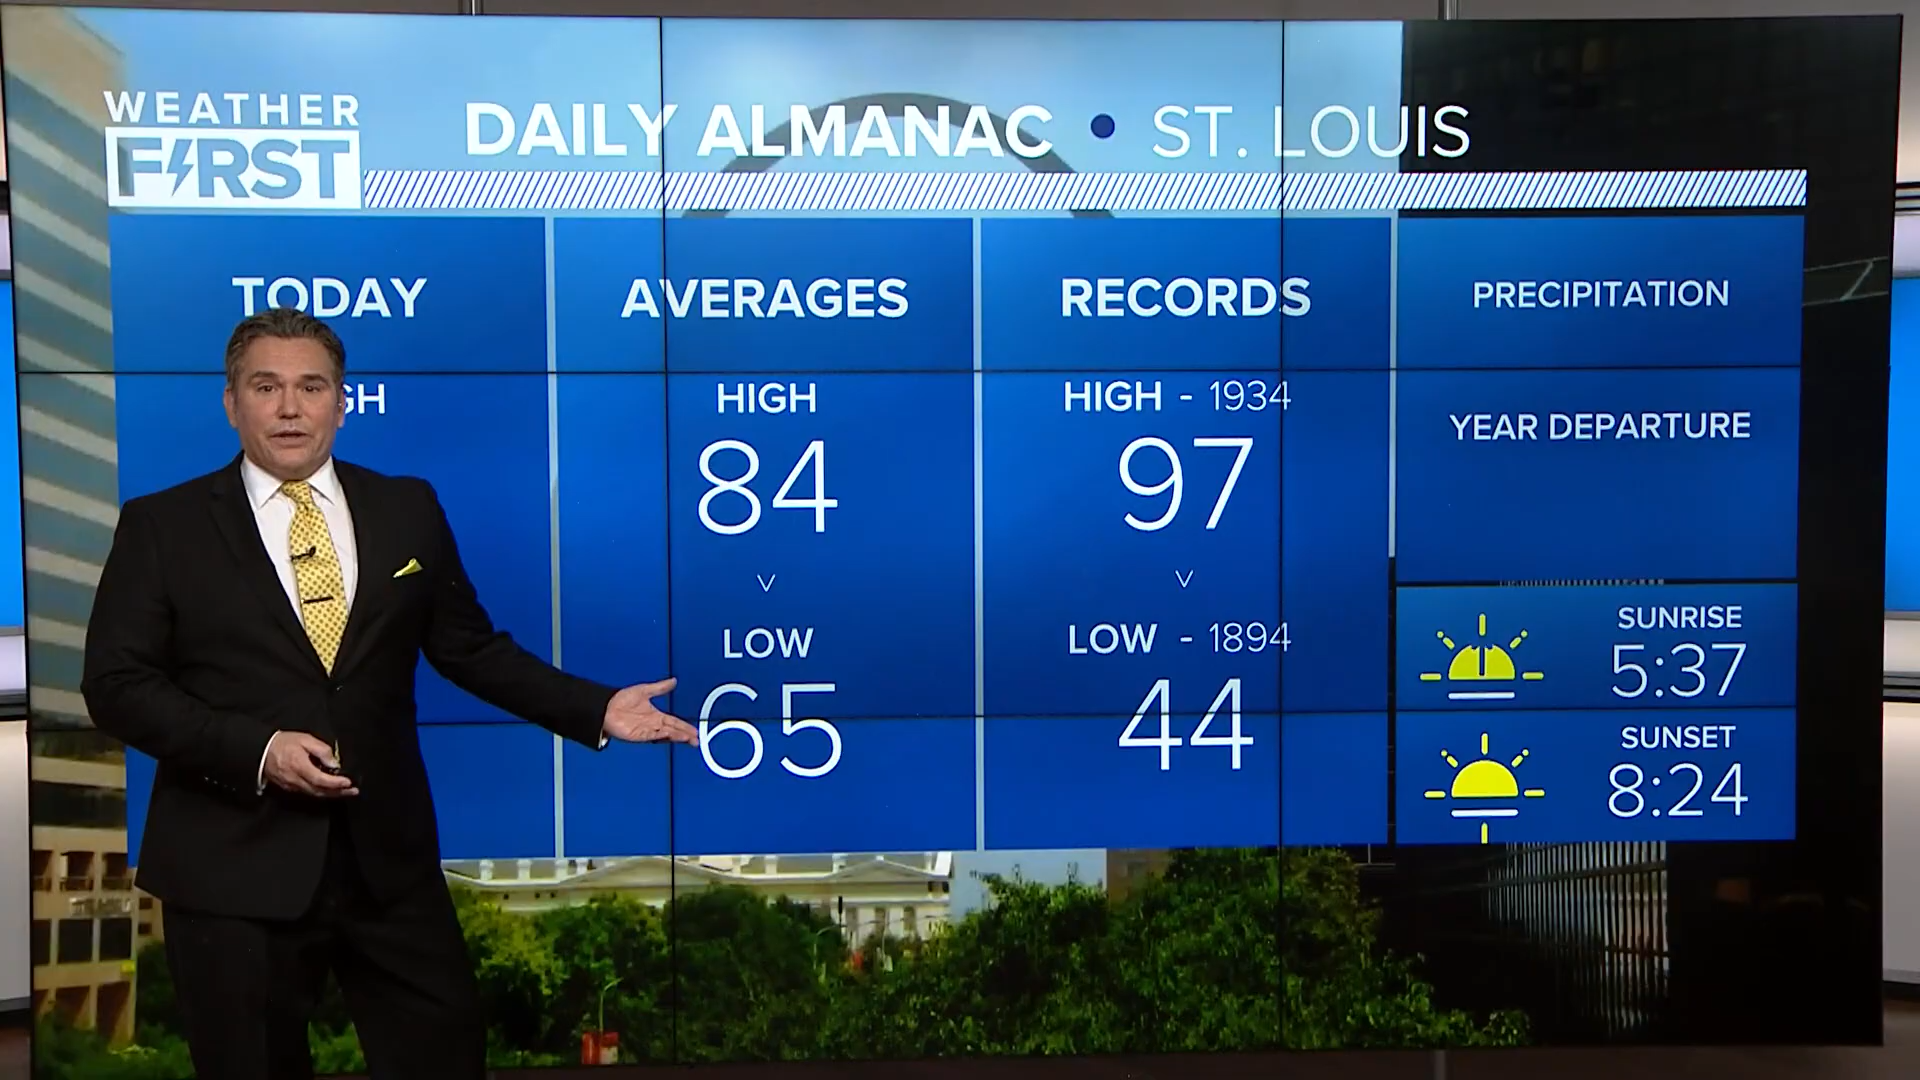 WEATHER
FIRST
DAILY ALMANAC • ST. LOUIS
TODAY
AVERAGES
HIGH
84
LOW
65
RECORDS
HIGH - 1934
97
LOW - 1894
44
PRECIPITATION
YEAR DEPARTURE
SUNRISE
5:37
SUNSET
8:24